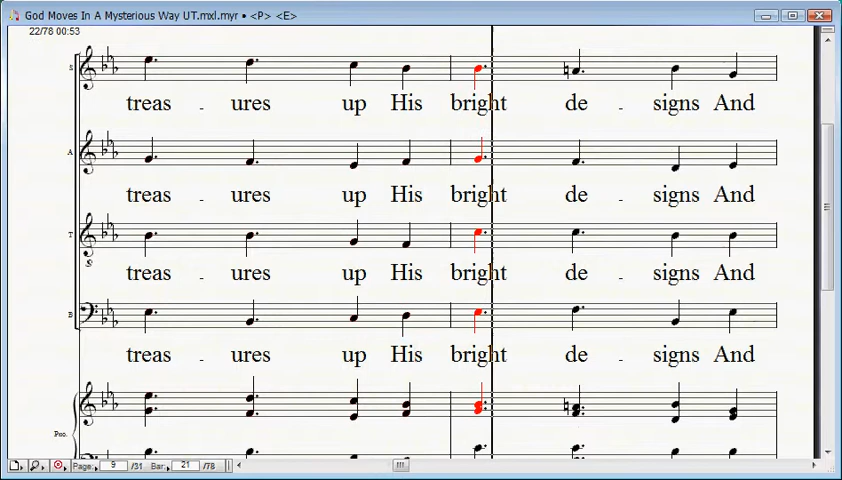 God Moves In A Mysterious Way UT.mxl.myr • <P> <E>
22/78 00:53
S
treas - ures up His bright de - signs And
A
treas - ures up His bright de - signs And
T
8
treas - ures up His bright de - signs And
B
treas - ures up His bright de - signs And
Pno.
Page: 9 /31 Bar: 21 /78